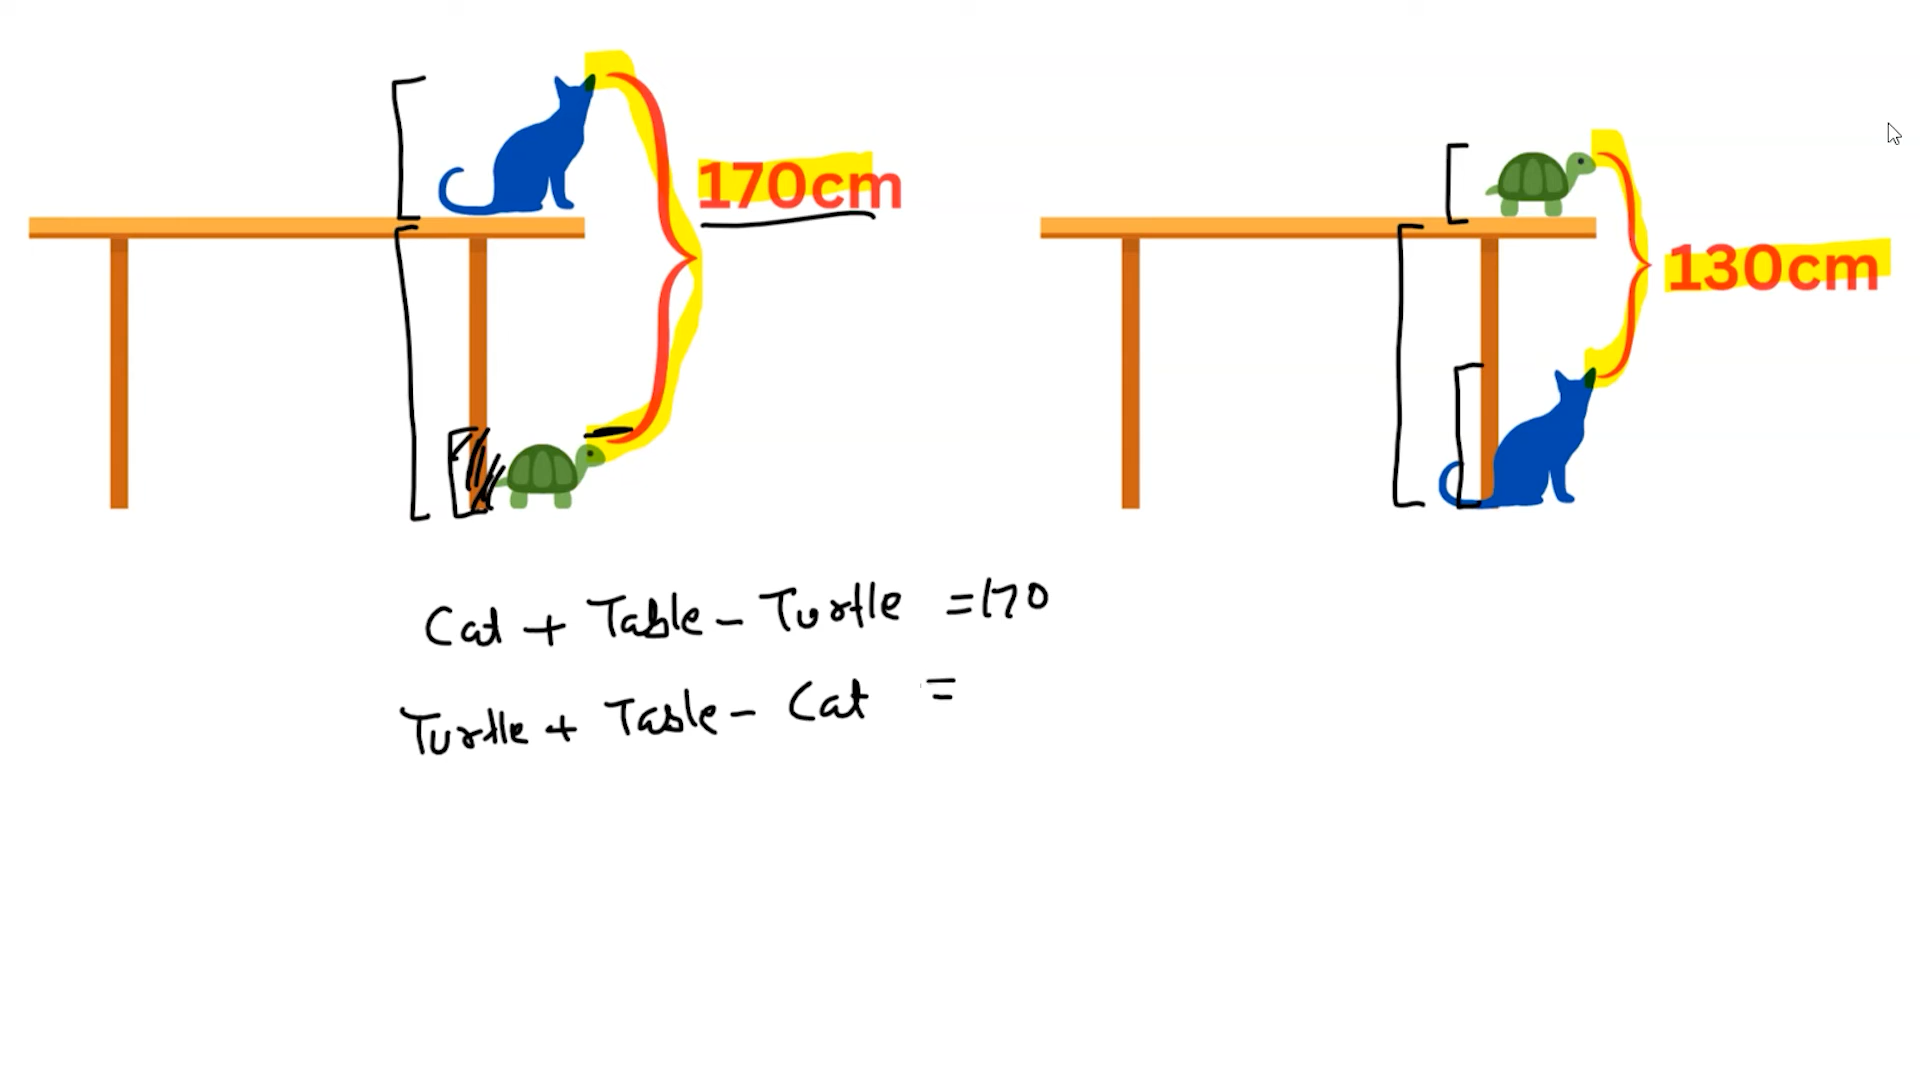 170cm
130cm
Cat + Table - Turtle = 170
Turtle + Table - Cat =